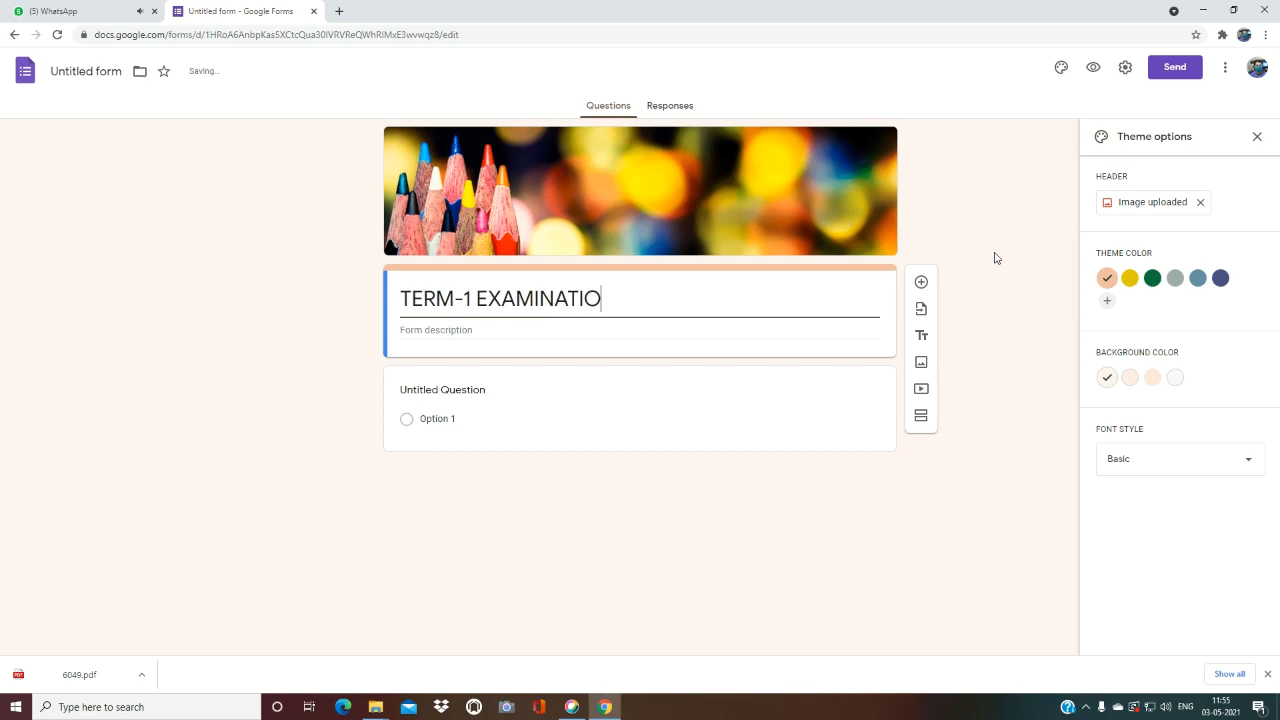 (5) WhatsApp
Untitled form - Google Forms
docs.google.com/forms/d/1HRoA6AnbpKas5XCtcQua30IVRVReQWhRlMxE3wvwqz8/edit
Untitled form
Saving...
Send
Questions
Responses
Theme options
HEADER
Image uploaded
THEME COLOR
TERM-1 EXAMINATIO
Form description
BACKGROUND COLOR
Untitled Question
Option 1
FONT STYLE
Basic
6049.pdf
Show all
Type here to search
11:55
03-05-2021